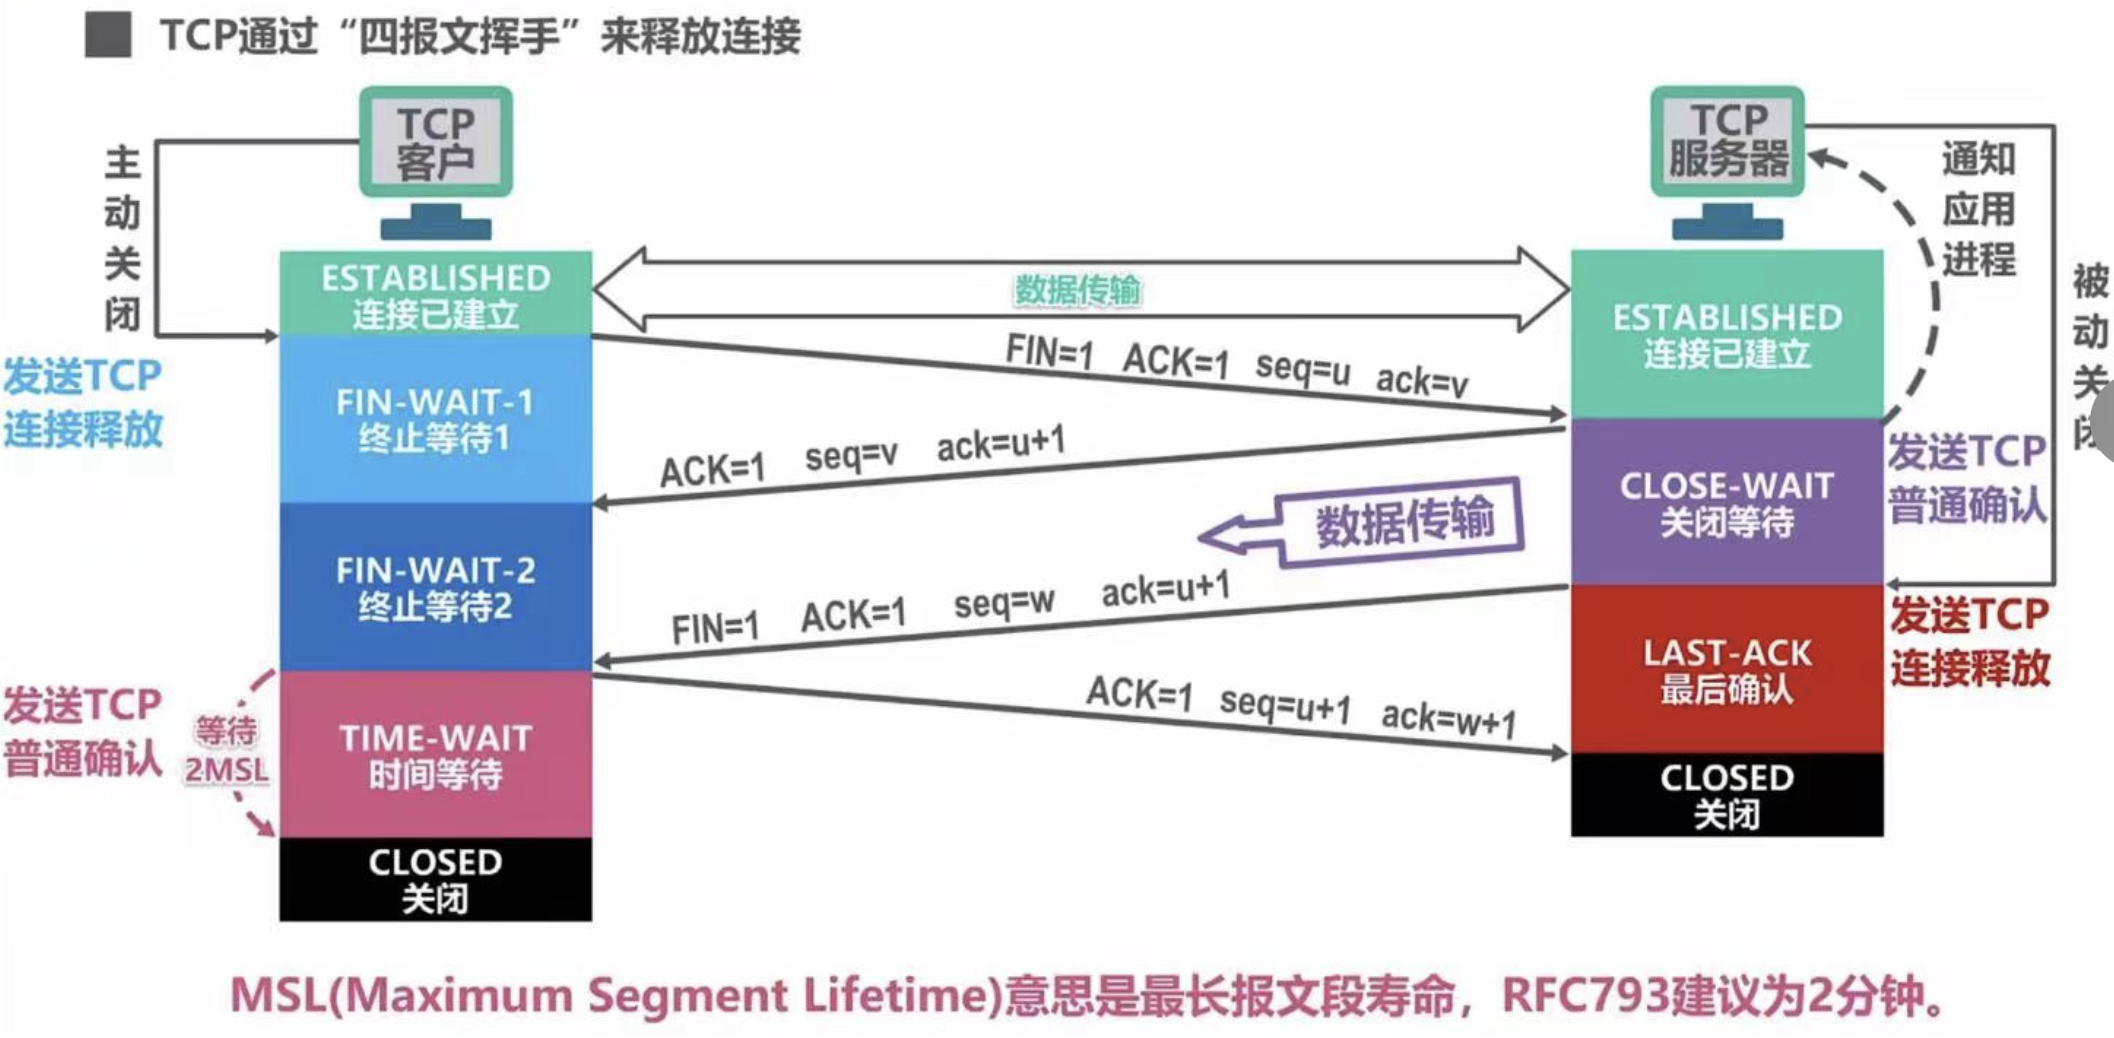 TCP通过“四报文挥手”来释放连接
TCP
客户
TCP
服务器
主
动
关
闭
通知
应用
进程
被
动
关
ESTABLISHED
连接已建立
数据传输
ESTABLISHED
连接已建立
FIN=1 ACK=1 seq=u ack=v
发送TCP
连接释放
FIN-WAIT-1
终止等待1
ACK=1 seq=v ack=u+1
发送TCP
普通确认
CLOSE-WAIT
关闭等待
数据传输
FIN-WAIT-2
终止等待2
FIN=1 ACK=1 seq=w ack=u+1
发送TCP
连接释放
LAST-ACK
最后确认
ACK=1 seq=u+1 ack=w+1
发送TCP
普通确认
等待
2MSL
TIME-WAIT
时间等待
CLOSED
关闭
CLOSED
关闭
MSL(Maximum Segment Lifetime)意思是最长报文段寿命，RFC793建议为2分钟。